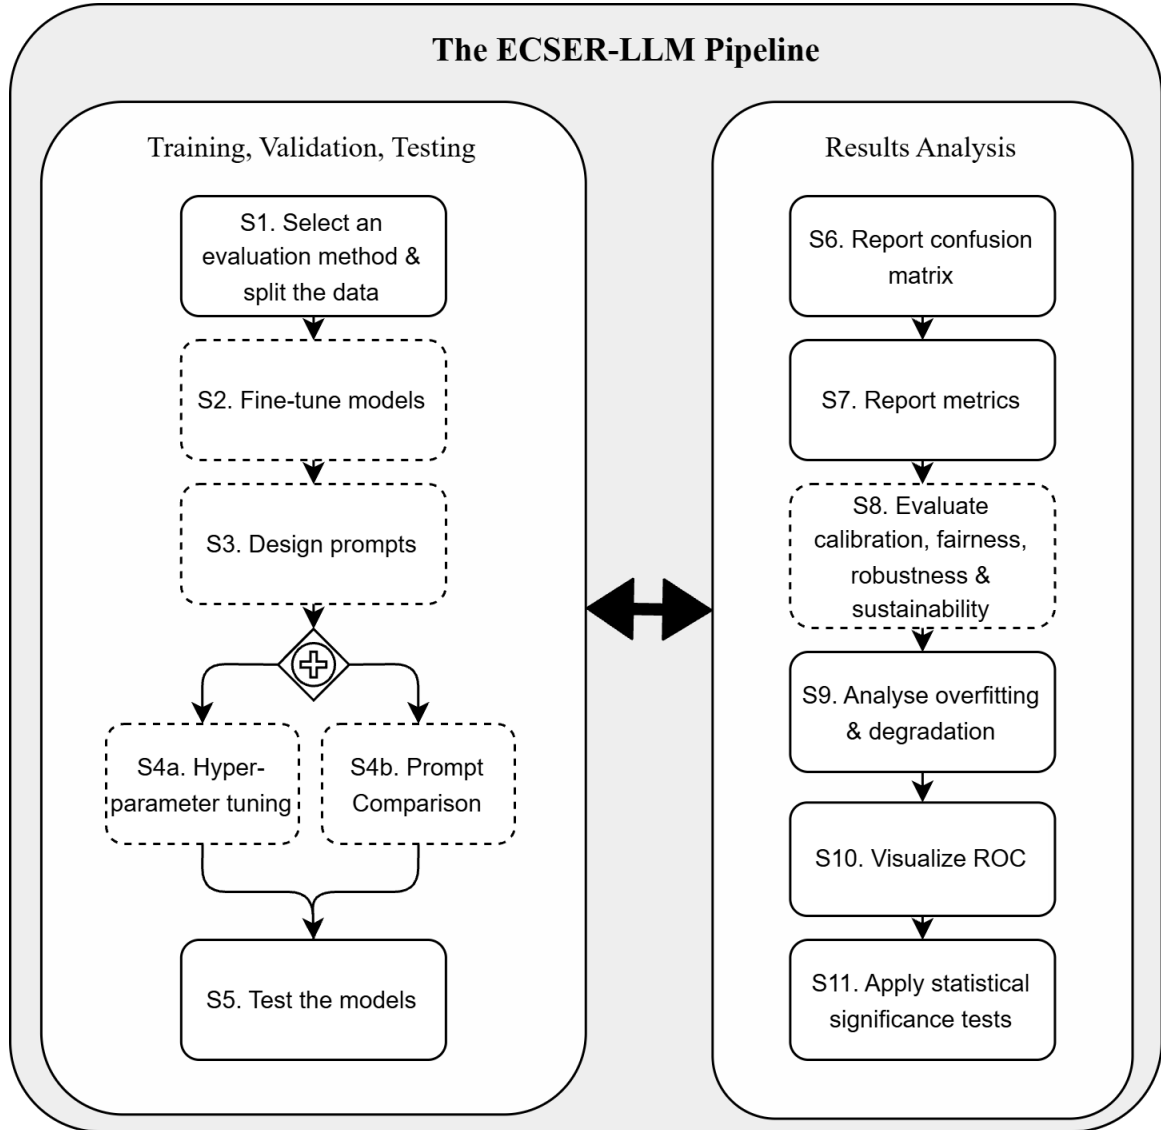 The ECSER-LLM Pipeline
Training, Validation, Testing
S1. Select an
evaluation method &
split the data
S2. Fine-tune models
S3. Design prompts
S4a. Hyper-
parameter tuning
S4b. Prompt
Comparison
S5. Test the models
Results Analysis
S6. Report confusion
matrix
S7. Report metrics
S8. Evaluate
calibration, fairness,
robustness &
sustainability
S9. Analyse overfitting
& degradation
S10. Visualize ROC
S11. Apply statistical
significance tests